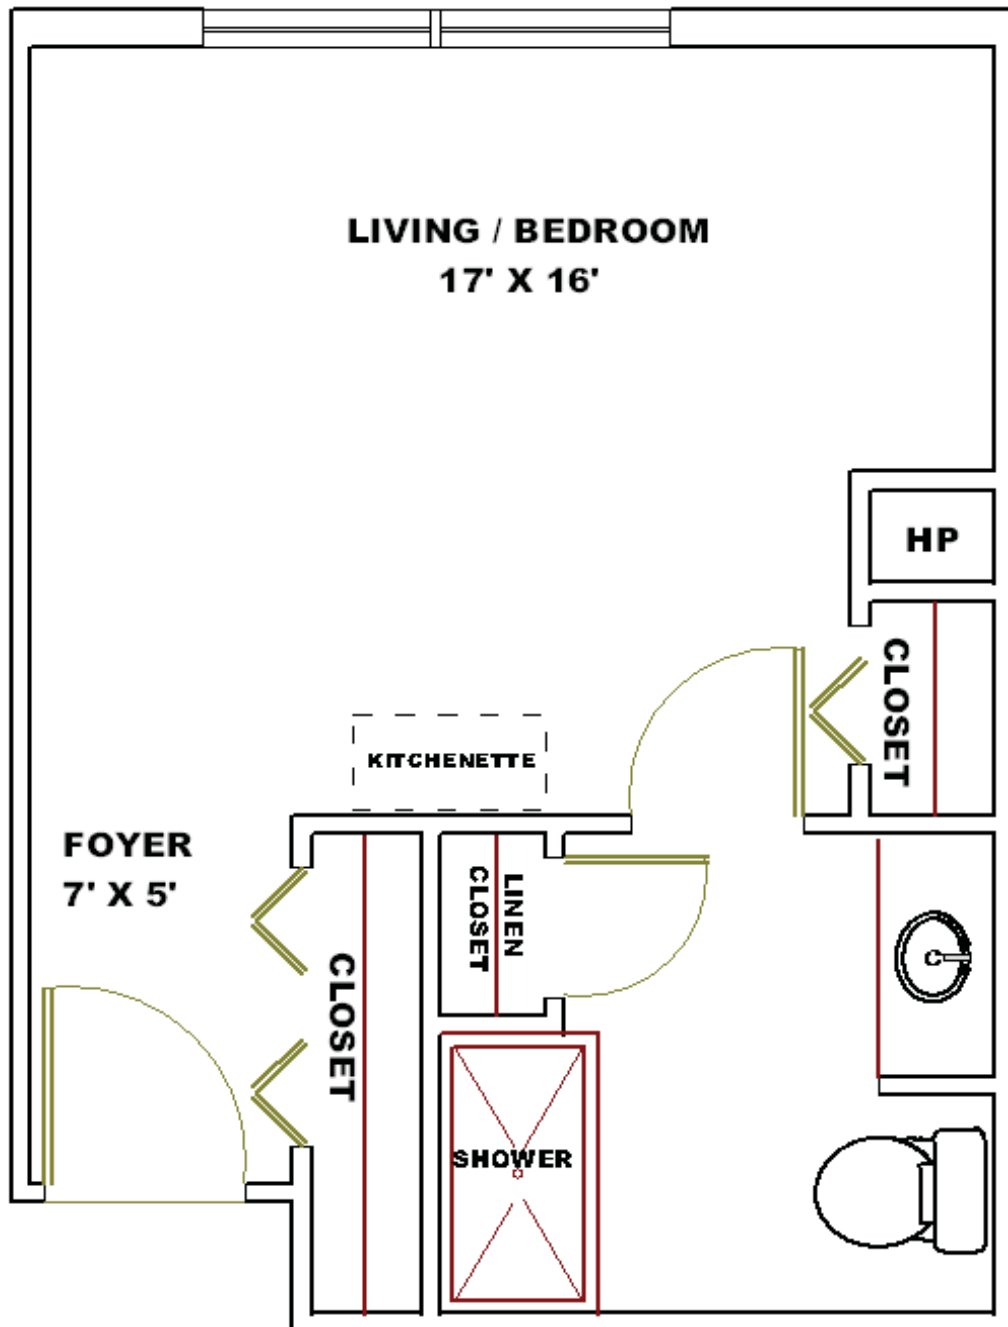 LIVING / BEDROOM
17' X 16'
HP
CLOSET
KITCHENETTE
FOYER
7' X 5'
LINEN
CLOSET
CLOSET
SHOWER